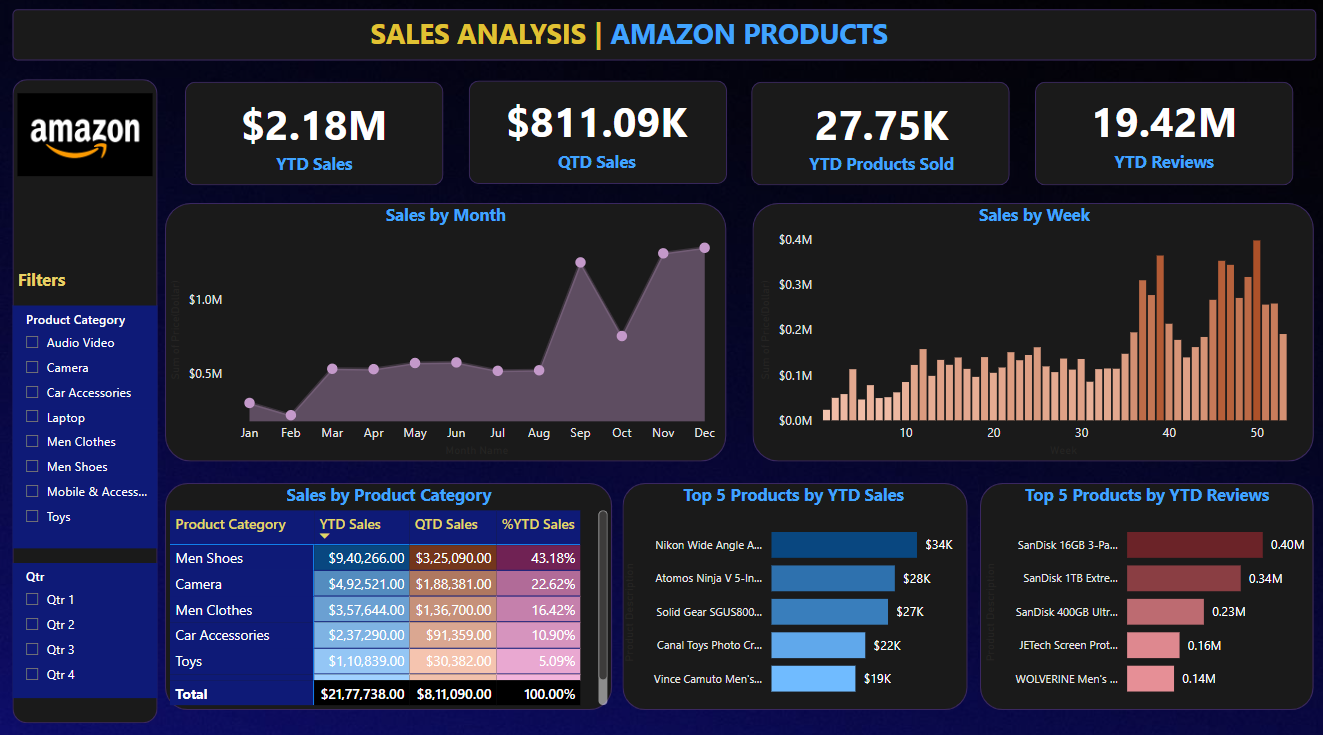 SALES ANALYSIS | AMAZON PRODUCTS
amazon
$2.18M
YTD Sales
$811.09K
QTD Sales
27.75K
YTD Products Sold
19.42M
YTD Reviews
Filters
Product Category
Audio Video
Camera
Car Accessories
Laptop
Men Clothes
Men Shoes
Mobile & Access...
Toys
Qtr
Qtr 1
Qtr 2
Qtr 3
Qtr 4
Sales by Month
$1.0M
$0.5M
Jan Feb Mar Apr May Jun Jul Aug Sep Oct Nov Dec
Month Name
Sales by Week
$0.4M
$0.3M
$0.2M
$0.1M
$0.0M
10 20 30 40 50
Week
Sales by Product Category
Product Category YTD Sales QTD Sales %YTD Sales
Men Shoes $9,40,266.00 $3,25,090.00 43.18%
Camera $4,92,521.00 $1,88,381.00 22.62%
Men Clothes $3,57,644.00 $1,36,700.00 16.42%
Car Accessories $2,37,290.00 $91,359.00 10.90%
Toys $1,10,839.00 $30,382.00 5.09%
Total $21,77,738.00 $8,11,090.00 100.00%
Top 5 Products by YTD Sales
Product Description
Nikon Wide Angle A... $34K
Atomos Ninja V 5-In... $28K
Solid Gear SGUS800... $27K
Canal Toys Photo Cr... $22K
Vince Camuto Men's... $19K
Top 5 Products by YTD Reviews
Product Description
SanDisk 16GB 3-Pa... 0.40M
SanDisk 1TB Extre... 0.34M
SanDisk 400GB Ultr... 0.23M
JETech Screen Prot... 0.16M
WOLVERINE Men's ... 0.14M